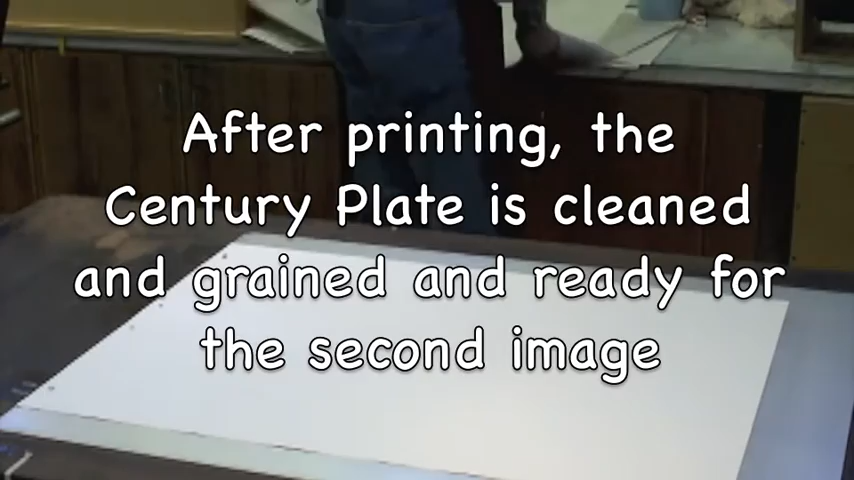 After printing, the
Century Plate is cleaned
and grained and ready for
the second image